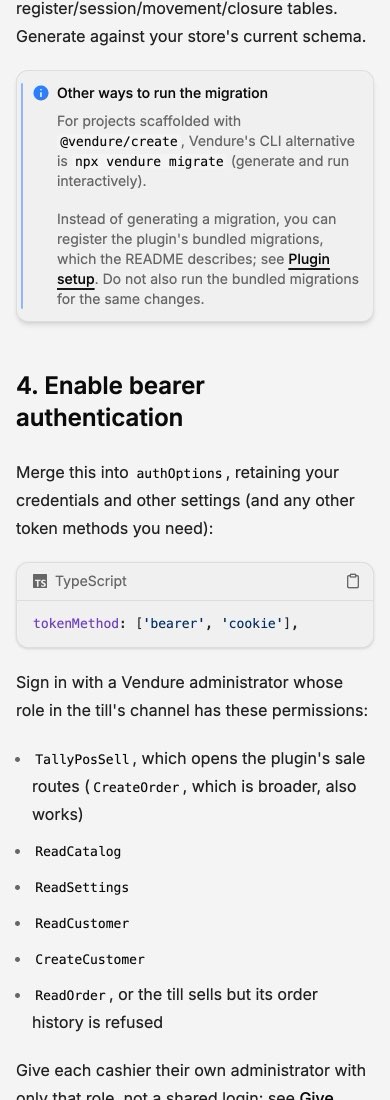 register/session/movement/closure tables.
Generate against your store's current schema.
Other ways to run the migration
For projects scaffolded with
@vendure/create, Vendure's CLI alternative
is npx vendure migrate (generate and run
interactively).
Instead of generating a migration, you can
register the plugin's bundled migrations,
which the README describes; see Plugin
setup. Do not also run the bundled migrations
for the same changes.
4. Enable bearer
authentication
Merge this into authOptions, retaining your
credentials and other settings (and any other
token methods you need):
TS TypeScript
tokenMethod: ['bearer', 'cookie'],
Sign in with a Vendure administrator whose
role in the till's channel has these permissions:
• TallyPosSell, which opens the plugin's sale
routes (CreateOrder, which is broader, also
works)
• ReadCatalog
• ReadSettings
• ReadCustomer
• CreateCustomer
• ReadOrder, or the till sells but its order
history is refused
Give each cashier their own administrator with
only that role, not a shared login; see Give